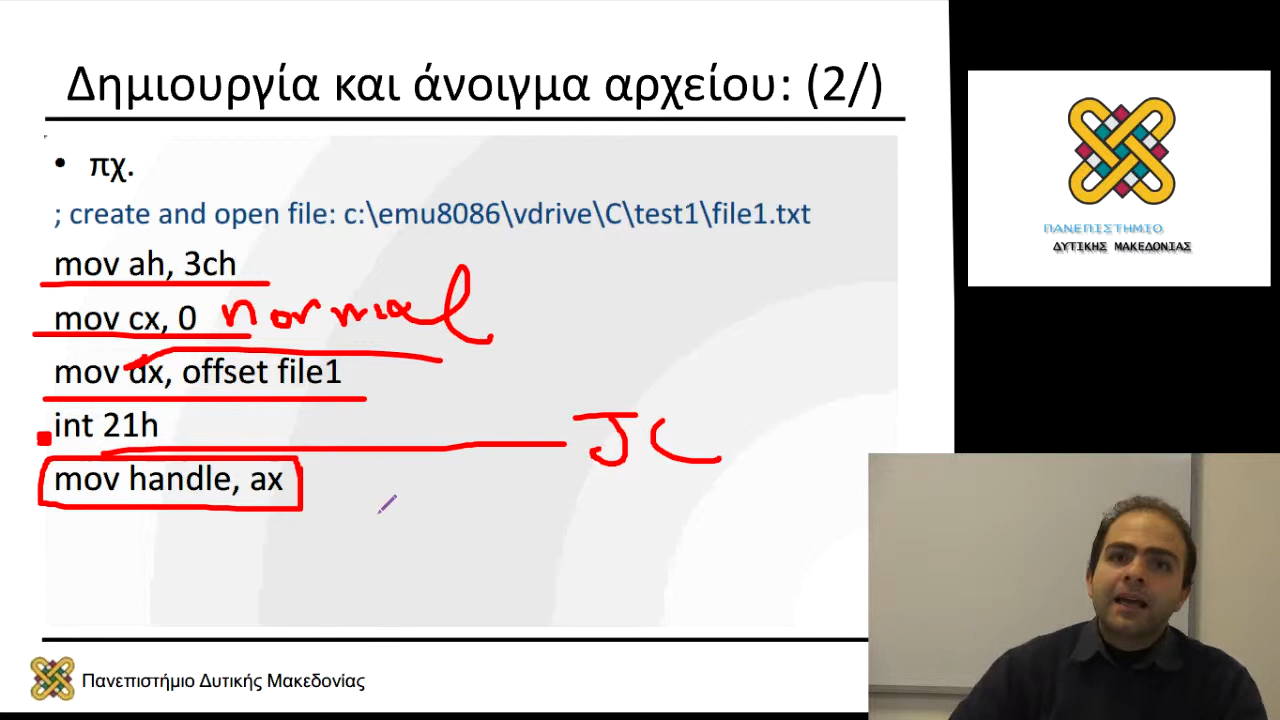 Δημιουργία και άνοιγμα αρχείου: (2/)
• πχ.
; create and open file: c:\emu8086\vdrive\C\test1\file1.txt
mov ah, 3ch
mov cx, 0 normal
mov dx, offset file1
int 21h JC
mov handle, ax
Πανεπιστήμιο Δυτικής Μακεδονίας
ΠΑΝΕΠΙΣΤΗΜΙΟ
ΔΥΤΙΚΗΣ ΜΑΚΕΔΟΝΙΑΣ